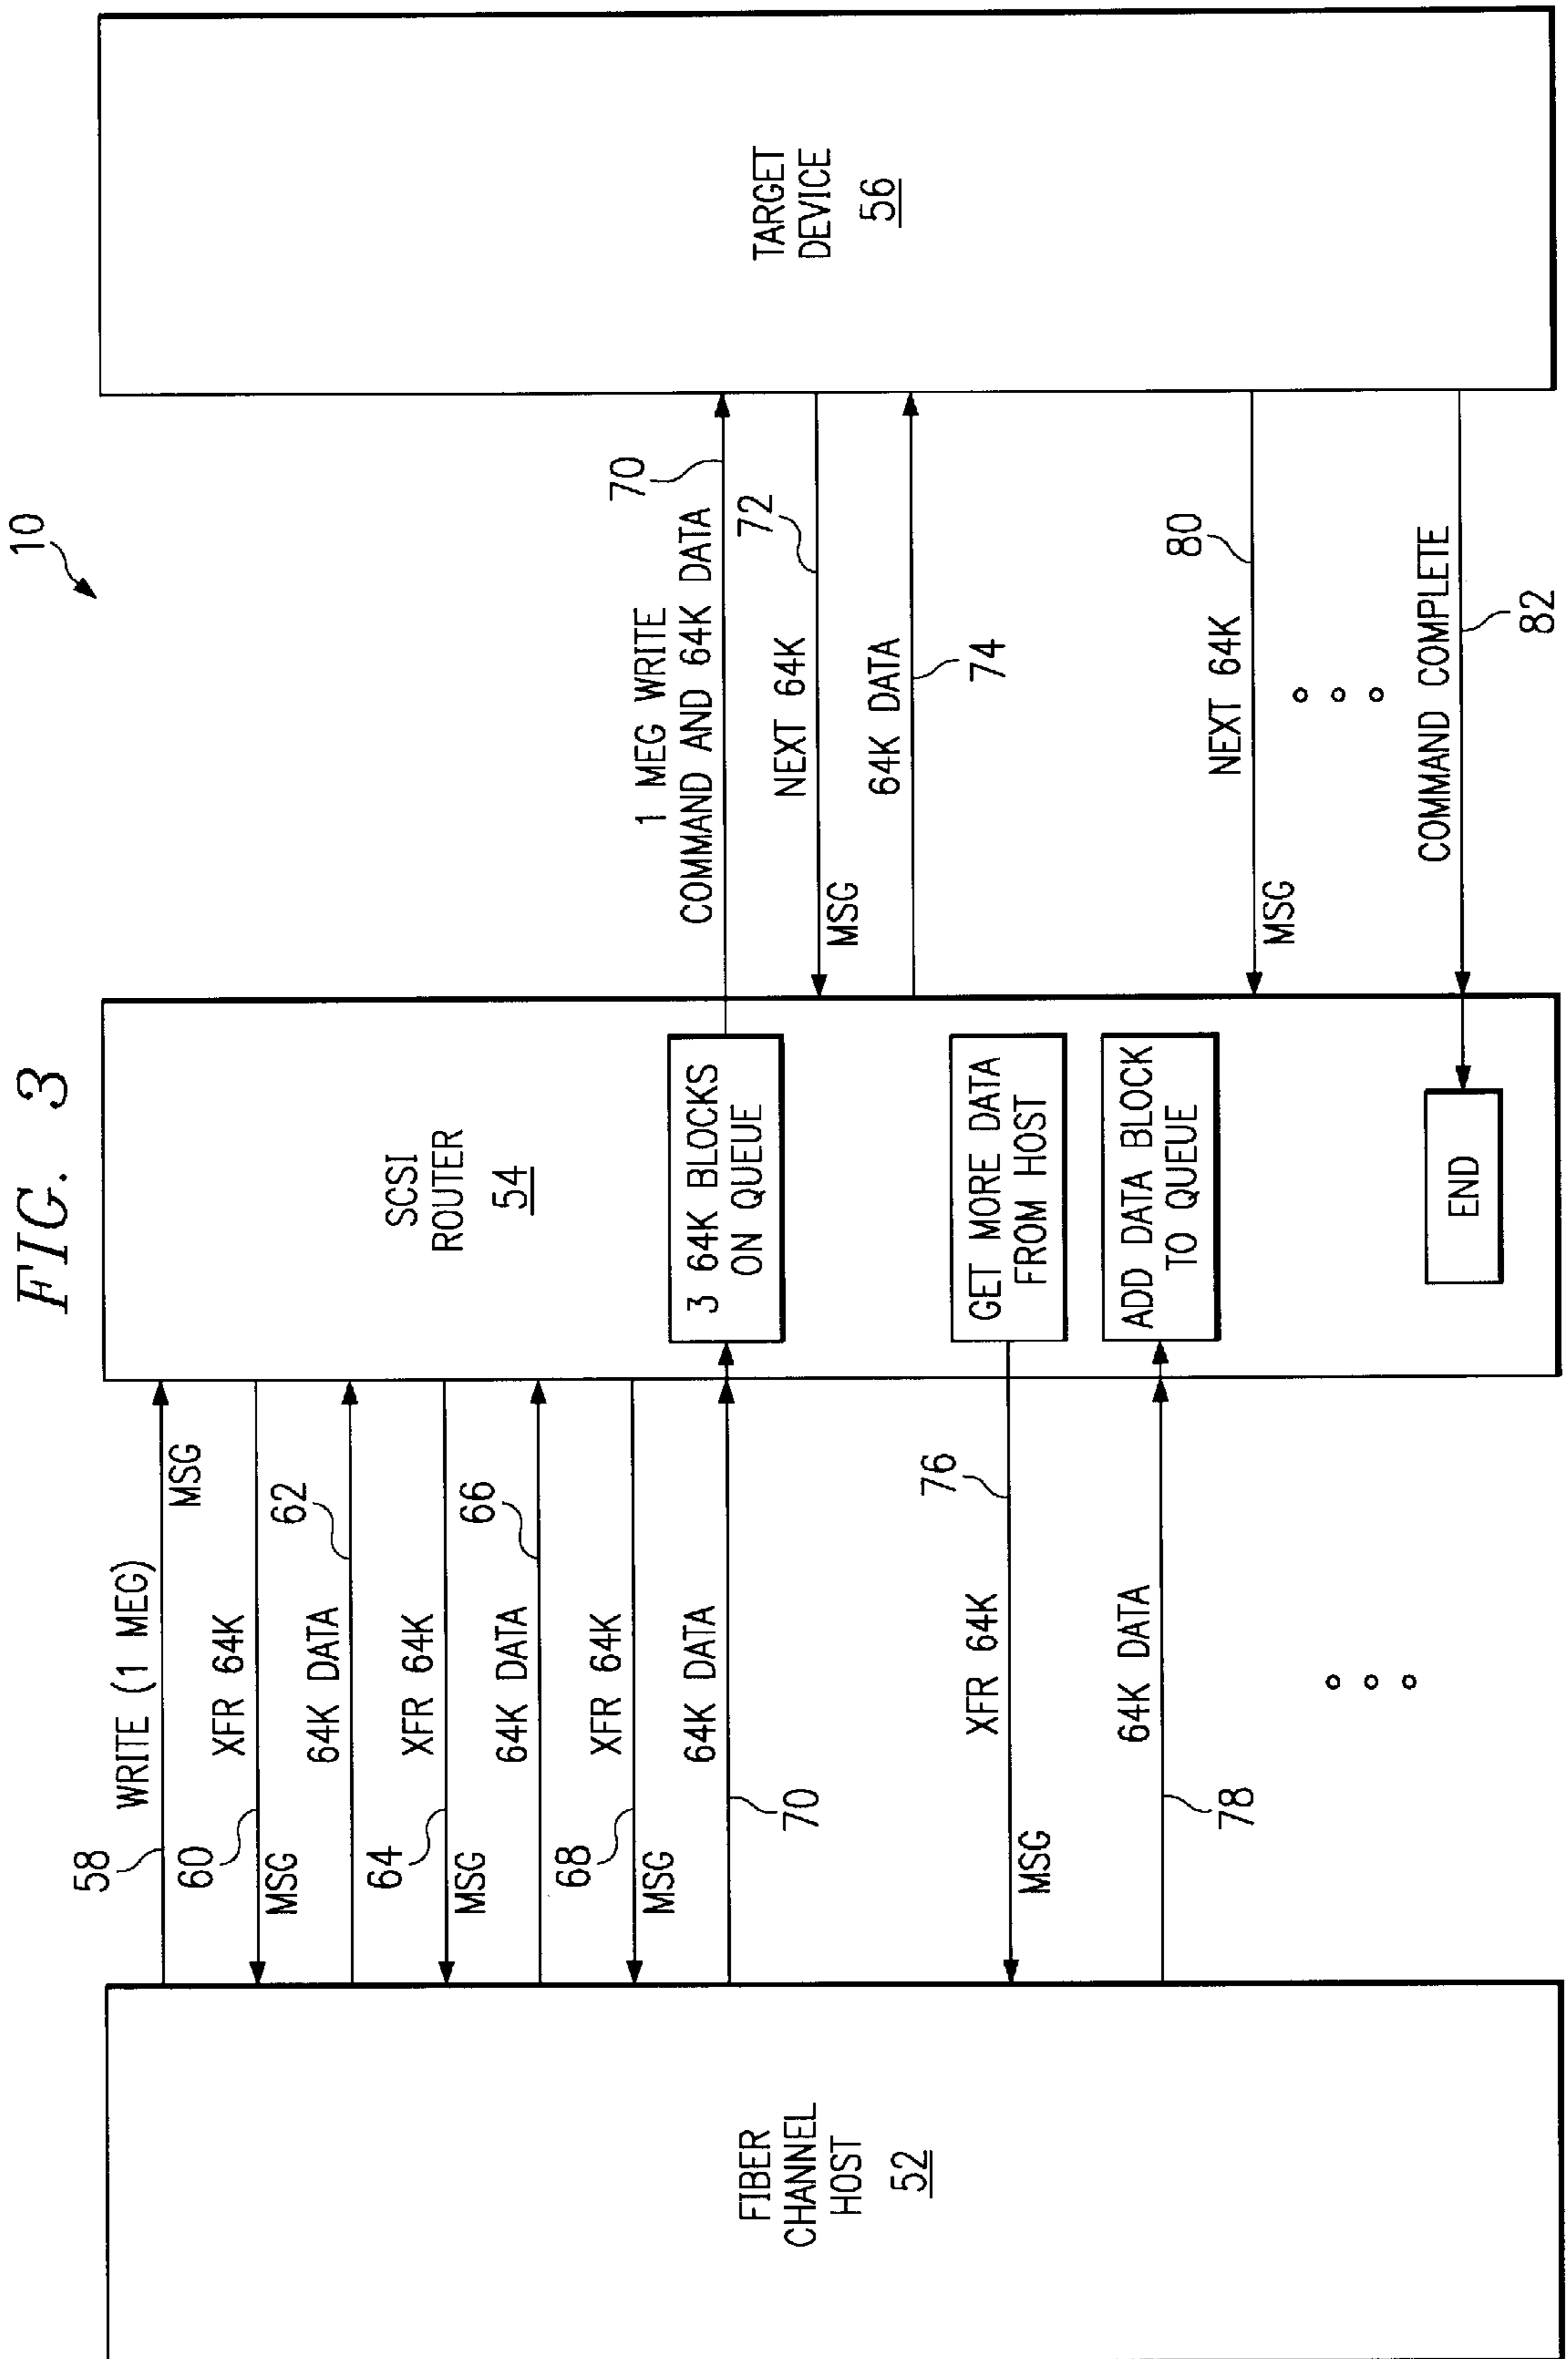 FIG. 3
10
FIBER
CHANNEL
HOST
52
SCSI
ROUTER
54
TARGET
DEVICE
56
58
WRITE (1 MEG)
MSG
60
XFR 64K
MSG
64K DATA
62
64
XFR 64K
MSG
64K DATA
66
68
XFR 64K
MSG
64K DATA
70
3 64K BLOCKS
ON QUEUE
1 MEG WRITE
COMMAND AND 64K DATA
70
NEXT 64K
72
MSG
64K DATA
74
GET MORE DATA
FROM HOST
XFR 64K
76
MSG
64K DATA
78
ADD DATA BLOCK
TO QUEUE
NEXT 64K
80
MSG
COMMAND COMPLETE
82
END